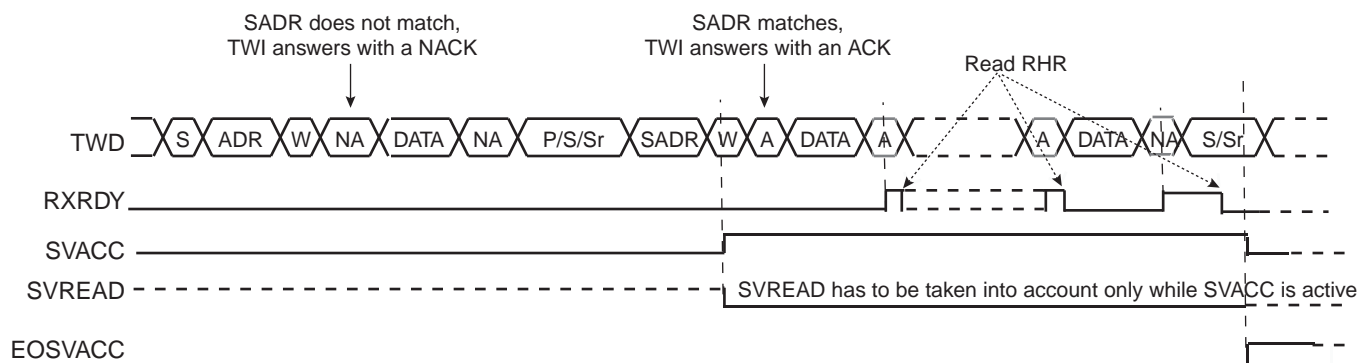 SADR does not match,
TWI answers with a NACK
SADR matches,
TWI answers with an ACK
Read RHR
TWD S ADR W NA DATA NA P/S/Sr SADR W A DATA A A DATA NA S/Sr
RXRDY
SVACC
SVREAD SVREAD has to be taken into account only while SVACC is active
EOSVACC